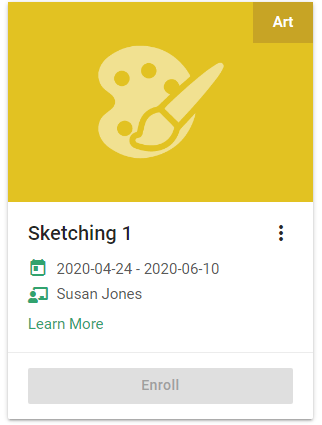 Art
Sketching 1
2020-04-24 - 2020-06-10
Susan Jones
Learn More
Enroll